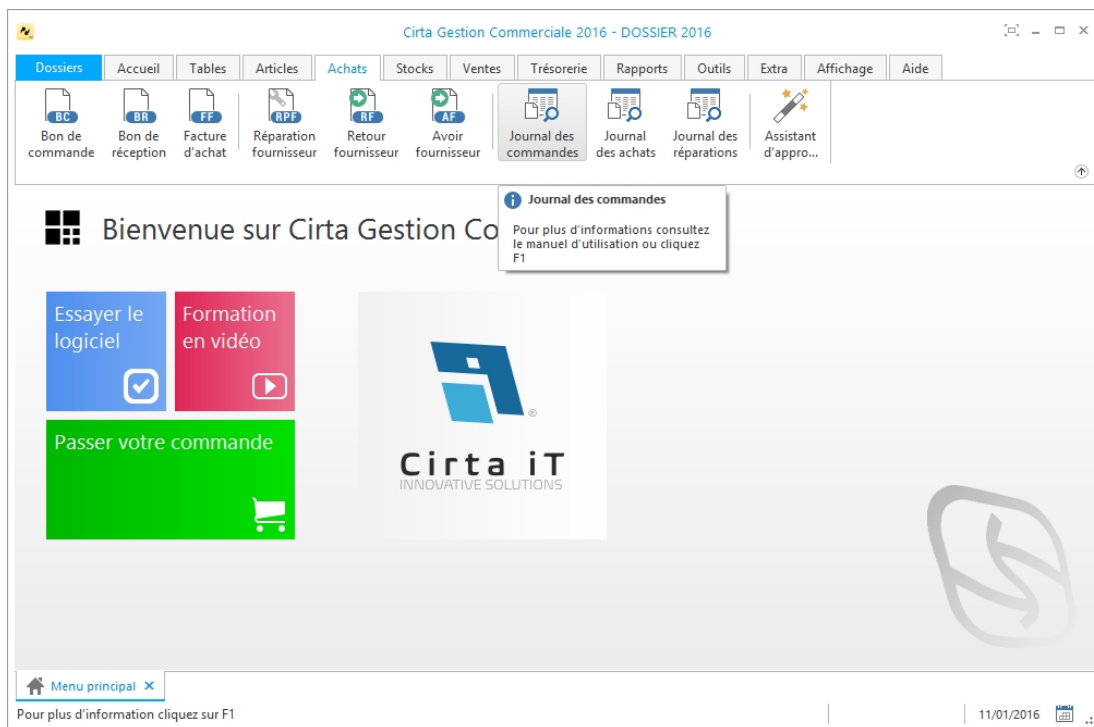 Cirta Gestion Commerciale 2016 - DOSSIER 2016
Dossiers Accueil Tables Articles Achats Stocks Ventes Trésorerie Rapports Outils Extra Affichage Aide
BC BR FF RPF RF AF
Bon de commande
Bon de réception
Facture d'achat
Réparation fournisseur
Retour fournisseur
Avoir fournisseur
Journal des commandes
Journal des achats
Journal des réparations
Assistant d'appro...
Journal des commandes
Pour plus d'informations consultez
le manuel d'utilisation ou cliquez
F1
Bienvenue sur Cirta Gestion Co
Essayer le
logiciel
Formation
en vidéo
Passer votre commande
®
Cirta iT
INNOVATIVE SOLUTIONS
Menu principal
Pour plus d'information cliquez sur F1
11/01/2016